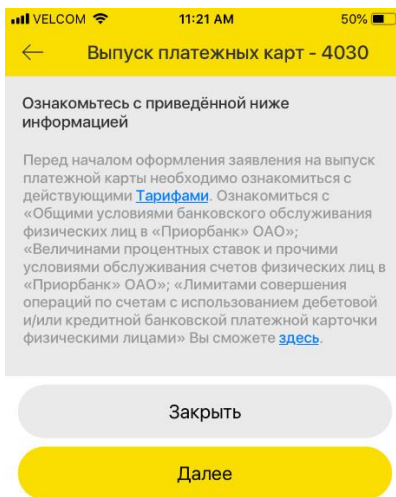 VELCOM 11:21 AM 50%
Выпуск платежных карт - 4030
Ознакомьтесь с приведённой ниже
информацией
Перед началом оформления заявления на выпуск
платежной карты необходимо ознакомиться с
действующими Тарифами. Ознакомиться с
«Общими условиями банковского обслуживания
физических лиц в «Приорбанк» ОАО»;
«Величинами процентных ставок и прочими
условиями обслуживания счетов физических лиц в
«Приорбанк» ОАО»; «Лимитами совершения
операций по счетам с использованием дебетовой
и/или кредитной банковской платежной карточки
физическими лицами» Вы сможете здесь.
Закрыть
Далее